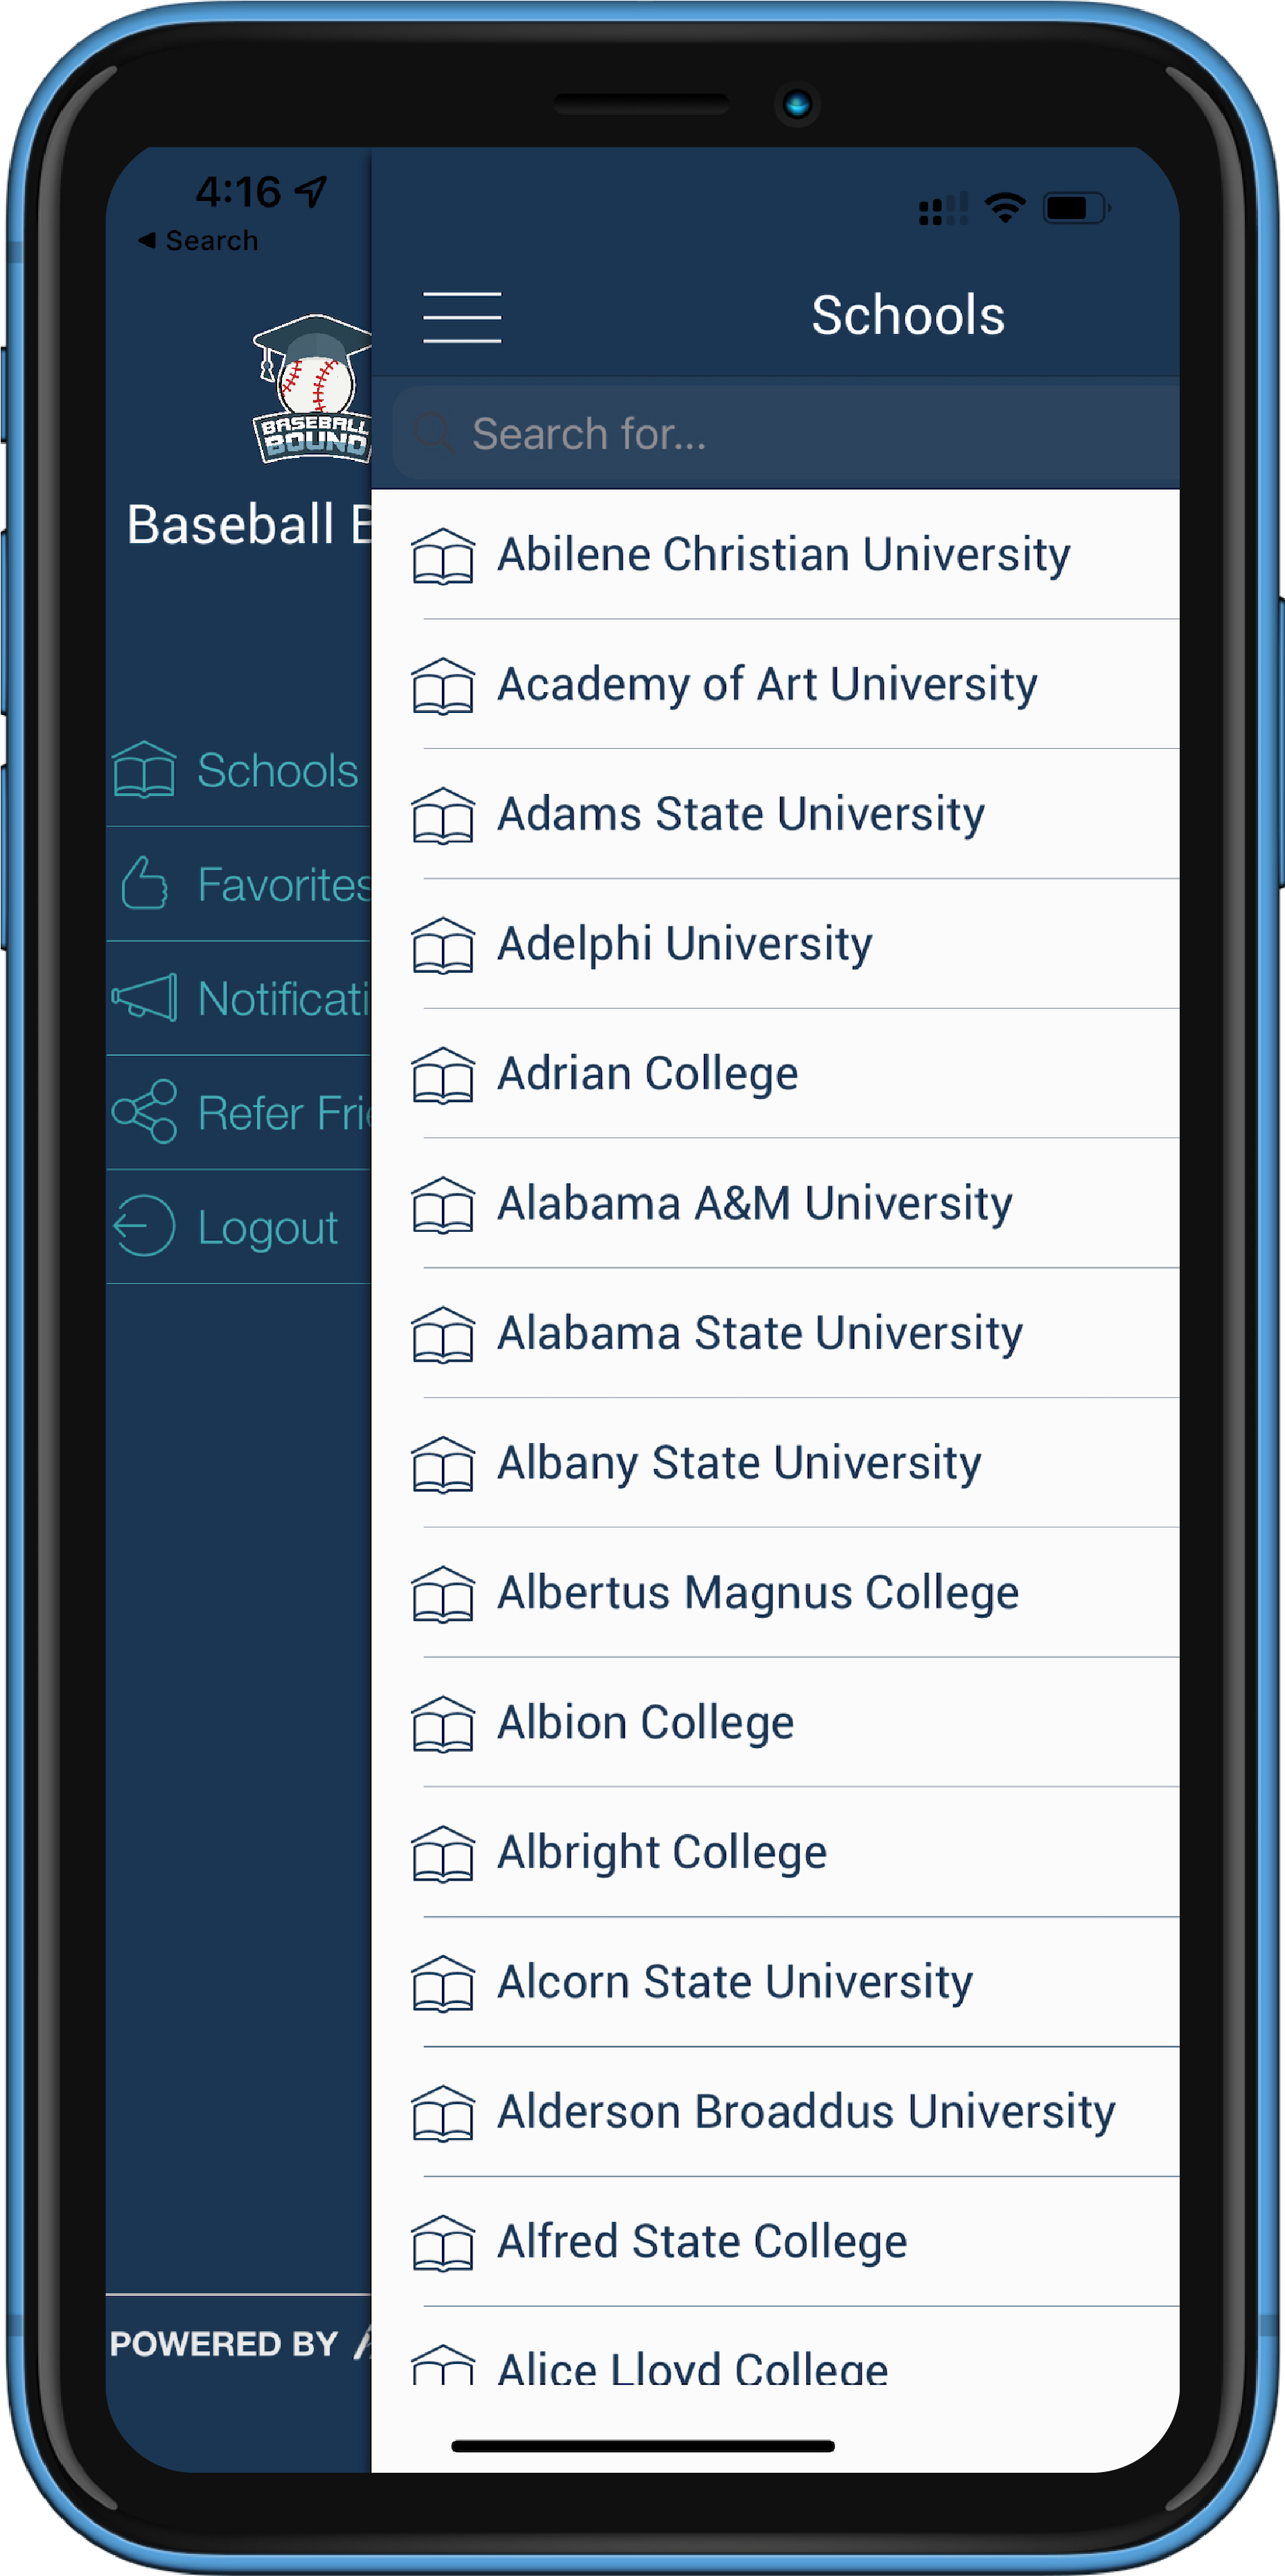 4:16
Search
BASEBALL
BOUND
Baseball
Schools
Favorites
Refer
Logout
POWERED BY
Schools
Search for...
Abilene Christian University
Academy of Art University
Adams State University
Adelphi University
Adrian College
Alabama A&M University
Alabama State University
Albany State University
Albertus Magnus College
Albion College
Albright College
Alcorn State University
Alderson Broaddus University
Alfred State College
Alice Lloyd College